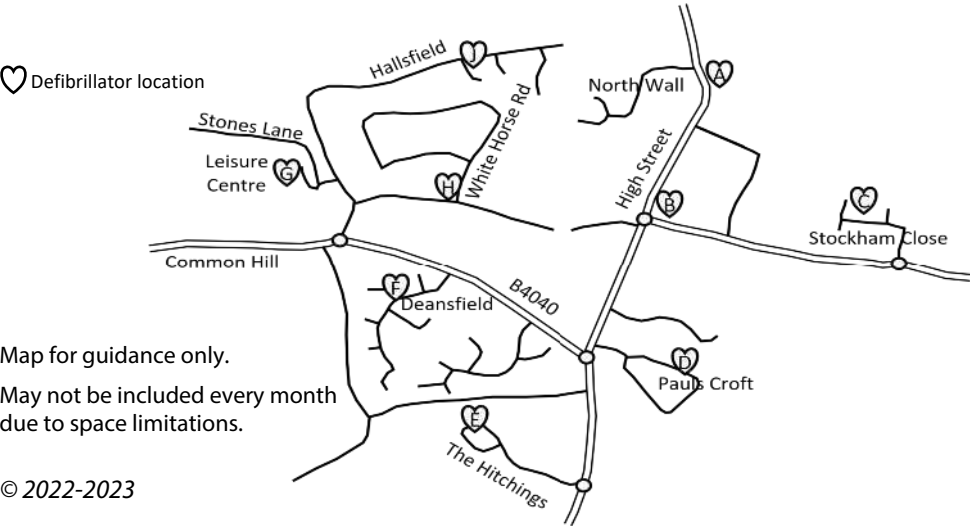 Defibrillator location
Hallsfield
J
North Wall
A
White Horse Rd
Stones Lane
Leisure
Centre
G
H
High Street
B
C
Stockham Close
Common Hill
F
Deansfield
B4040
D
Pauls Croft
E
The Hitchings
Map for guidance only.
May not be included every month
due to space limitations.
© 2022-2023